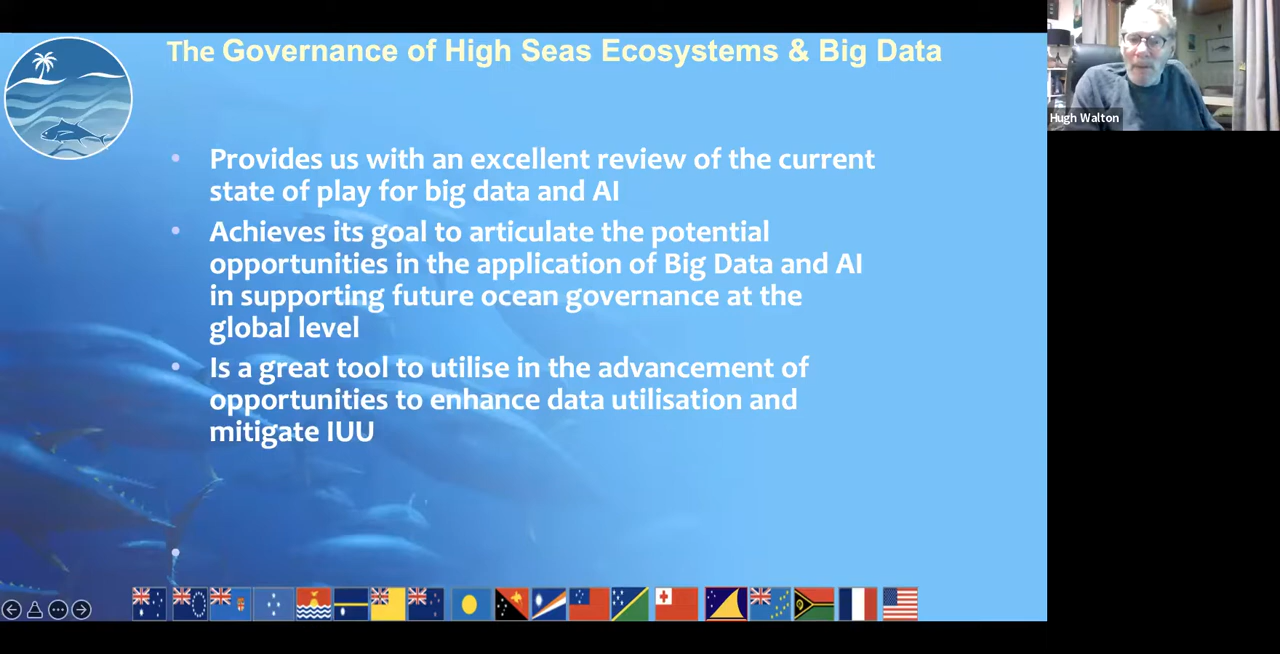 The Governance of High Seas Ecosystems & Big Data
Hugh Walton
• Provides us with an excellent review of the current
state of play for big data and AI
• Achieves its goal to articulate the potential
opportunities in the application of Big Data and AI
in supporting future ocean governance at the
global level
• Is a great tool to utilise in the advancement of
opportunities to enhance data utilisation and
mitigate IUU
•